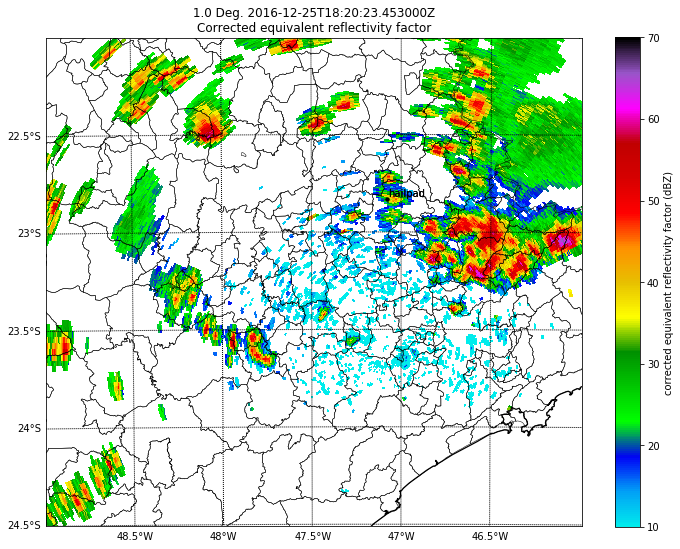 1.0 Deg. 2016-12-25T18:20:23.453000Z
Corrected equivalent reflectivity factor
22.5°S
23°S
23.5°S
24°S
24.5°S
48.5°W
48°W
47.5°W
47°W
46.5°W
70
60
50
40
30
20
10
corrected equivalent reflectivity factor (dBZ)